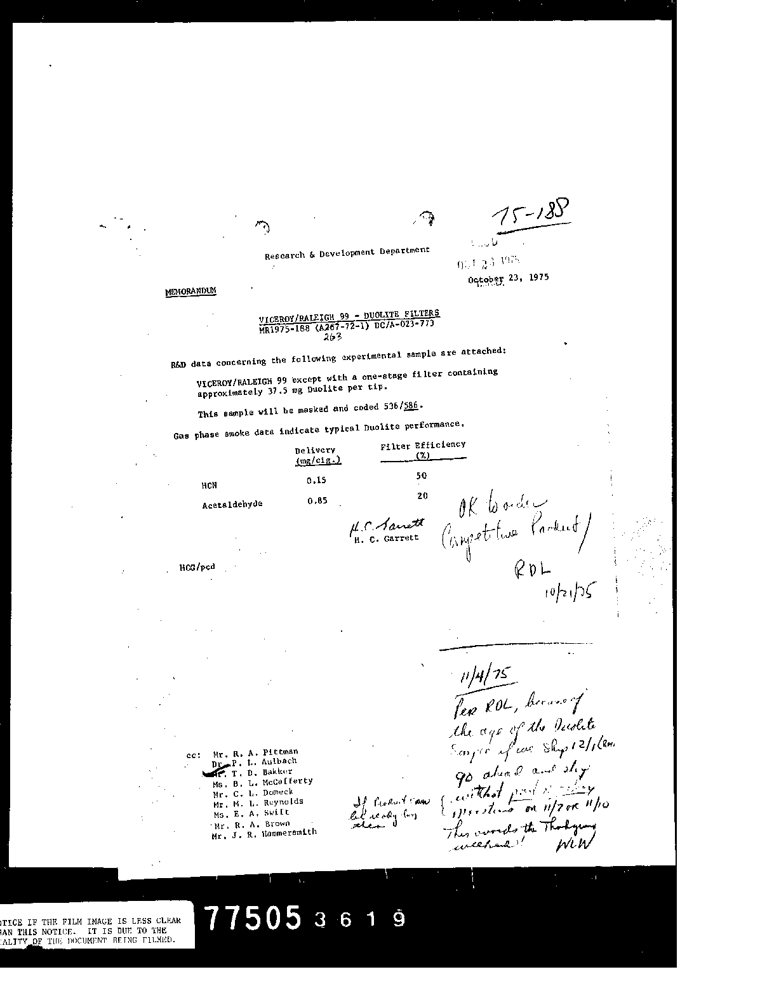 75-188
Research & Development Department
OCT 23 1975
October 23, 1975
MEMORANDUM
VICEROY/RALEIGH 99 - DUOLITE FILTERS
MR1975-188 (A267-72-1) DC/A-023-773
263
R&D data concerning the following experimental sample are attached:
VICEROY/RALEIGH 99 except with a one-stage filter containing
approximately 37.5 mg Duolite per tip.
This sample will be masked and coded 536/586.
Gas phase smoke data indicate typical Duolite performance.
Delivery Filter Efficiency
(mg/cig.) (%)
HCN 0.15 50
Acetaldehyde 0.85 20
H. C. Garrett
H. C. Garrett
OK to order
Competitive Product/
RDL
10/21/75
HCG/pcd
11/4/75
Per RDL, because of
the age of the Duolite
if we ship 12/1
go ahead and ship
without
on 11/7 or 11/10
This avoids the Thanksgiving
weekend! WLW
If Product can
be ready by
then
cc: Mr. R. A. Pittman
Dr. P. L. Aulbach
Mr. T. D. Bakker
Ms. B. L. McCafferty
Mr. C. L. Domeck
Mr. M. L. Reynolds
Ms. E. A. Swift
Mr. R. A. Brown
Mr. J. R. Hammersmith
OTICE IF THE FILM IMAGE IS LESS CLEAR
AN THIS NOTICE. IT IS DUE TO THE
ALITY OF THE DOCUMENT BEING FILMED.
77505 3619